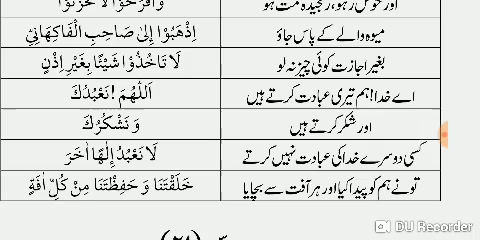 اور خوش رہو، رنجیدہ مت ہو
میوہ والے کے پاس جاؤ اِذْهَبُوْا اِلىٰ صَاحِبِ الْفَاكِهَانِيِّ
بغیر اجازت کوئی چیز نہ لو لَا تَاخُذُوْا شَيْئًا بِغَيْرِ اِذْنٍ
اے خدا! ہم تیری عبادت کرتے ہیں اَللّٰهُمَّ! نَعْبُدُكَ
اور شکر کرتے ہیں وَ نَشْكُرُكَ
کسی دوسرے خدا کی عبادت نہیں کرتے لَا نَعْبُدُ اِلٰهًا اٰخَرَ
تو نے ہم کو پیدا کیا اور ہر آفت سے بچایا خَلَقْتَنَا وَ حَفِظْتَنَا مِنْ كُلِّ اٰفَةٍ
DU Recorder